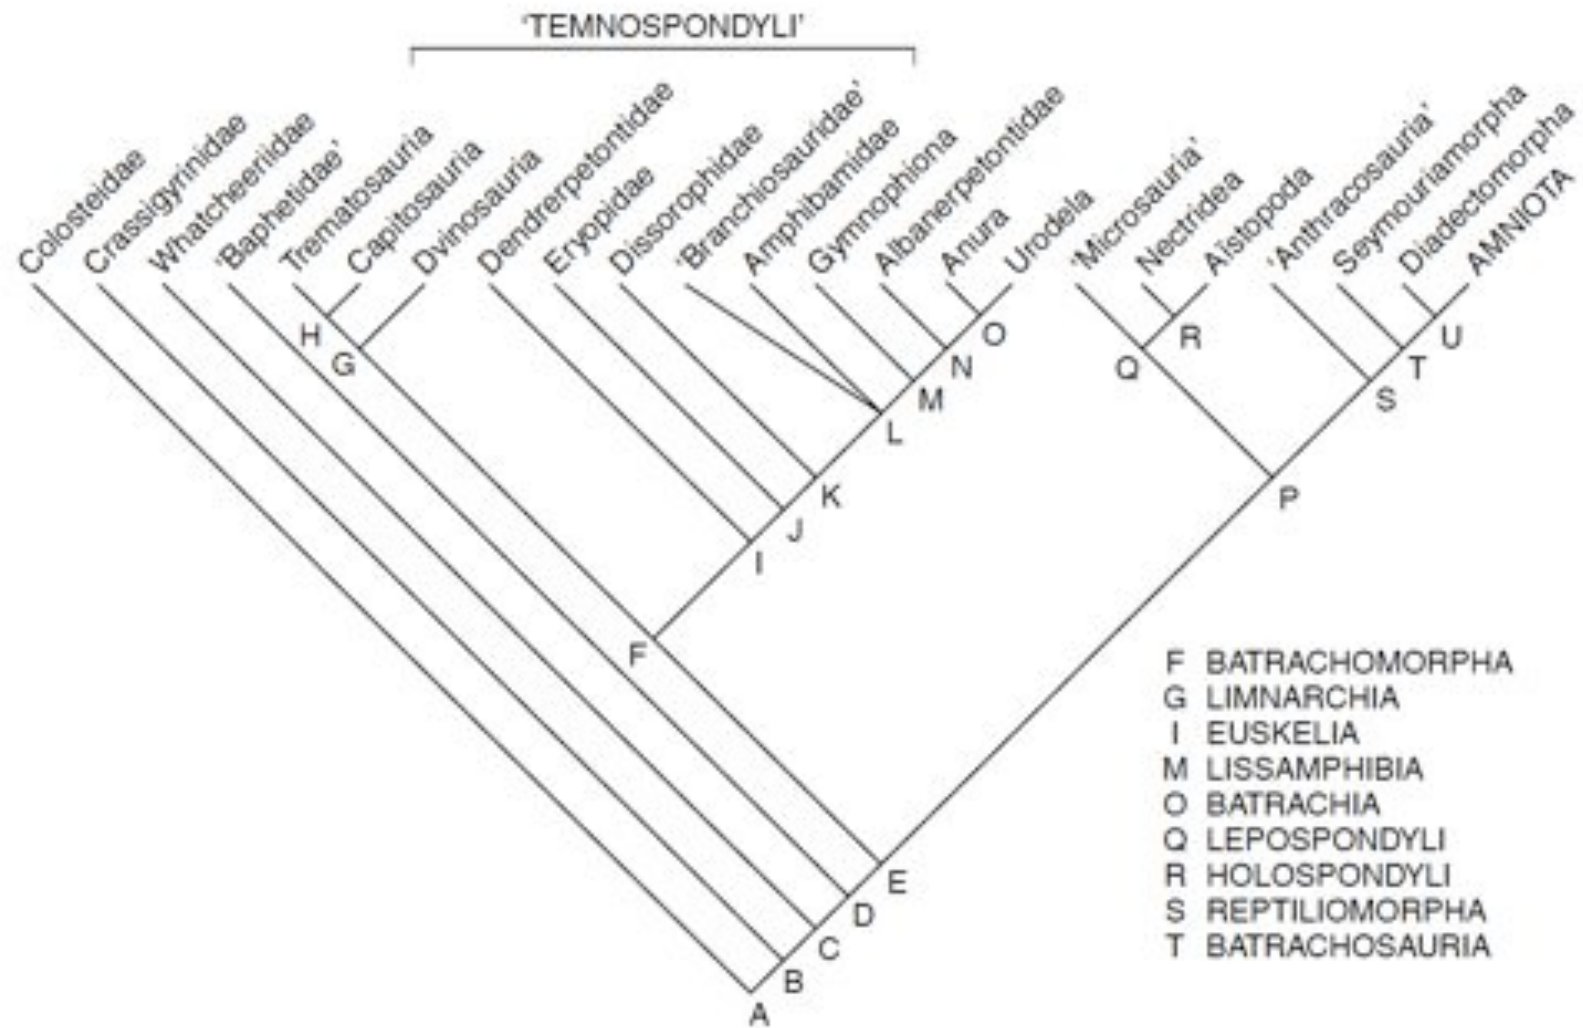 ‘TEMNOSPONDYLI’
Colosteidae
Crassigyrinidae
Whatcheeriidae
‘Baphetidae’
Trematosauria
Capitosauria
Dvinosauria
Dendrerpetontidae
Eryopidae
Dissorophidae
‘Branchiosauridae’
Amphibamidae
Gymnophiona
Albanerpetontidae
Anura
Urodela
‘Microsauria’
Nectridea
Aïstopoda
‘Anthracosauria’
Seymouriamorpha
Diadectomorpha
AMNIOTA
H
G
O
N
M
L
K
J
I
F
R
Q
U
T
S
P
E
D
C
B
A
F BATRACHOMORPHA
G LIMNARCHIA
I EUSKELIA
M LISSAMPHIBIA
O BATRACHIA
Q LEPOSPONDYLI
R HOLOSPONDYLI
S REPTILIOMORPHA
T BATRACHOSAURIA